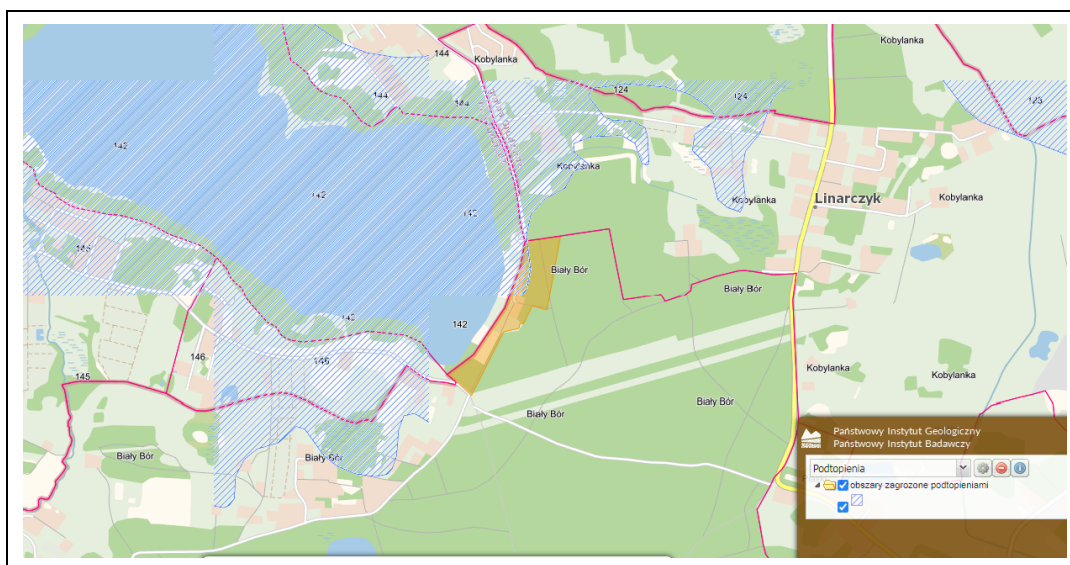 Kobylanka
144
Kobylanka
124
144
144
124
123
142
Kobylanka
142
Kobylanka
Linarczyk
Kobylanka
142
Biały Bór
Biały Bór
142
142
146
146
145
Kobylanka
Kobylanka
Biały Bór
Biały Bór
Biały Bór
Biały Bór
Państwowy Instytut Geologiczny
Państwowy Instytut Badawczy
Podtopienia
obszary zagrożone podtopieniami